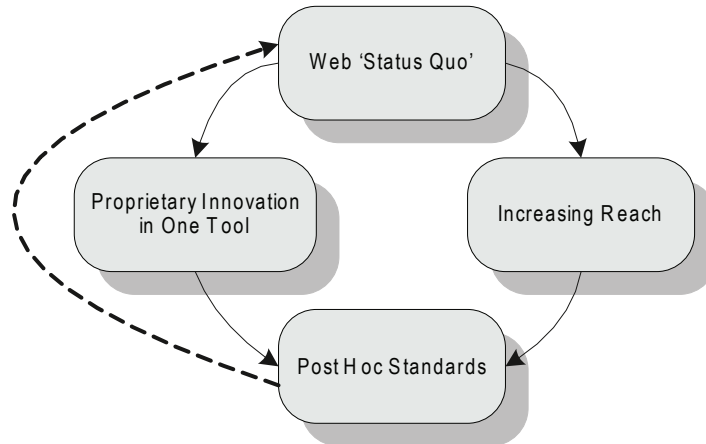 Web ‘Status Quo’
Proprietary Innovation
in One Tool
Increasing Reach
Post Hoc Standards